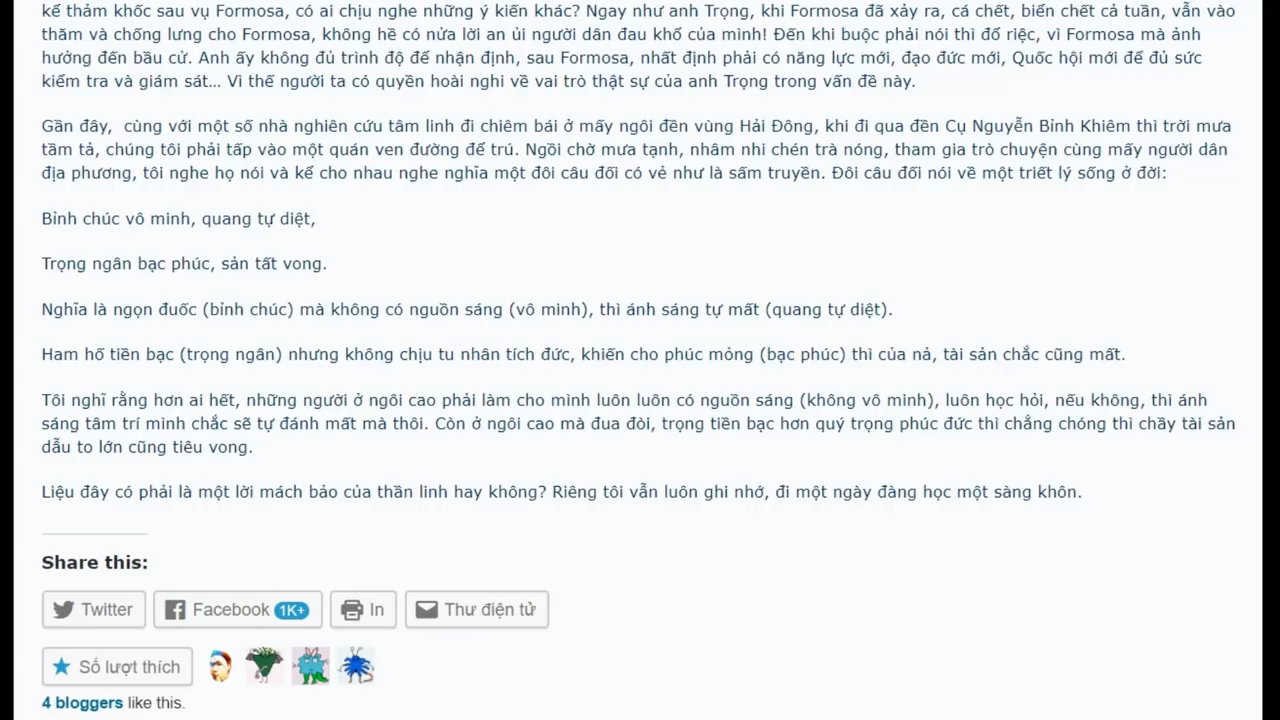 kể thảm khốc sau vụ Formosa, có ai chịu nghe những ý kiến khác? Ngay như anh Trọng, khi Formosa đã xảy ra, cá chết, biển chết cả tuần, vẫn vào
thăm và chống lưng cho Formosa, không hề có nửa lời an ủi người dân đau khổ của mình! Đến khi buộc phải nói thì đổ riệc, vì Formosa mà ảnh
hưởng đến bầu cử. Anh ấy không đủ trình độ để nhận định, sau Formosa, nhất định phải có năng lực mới, đạo đức mới, Quốc hội mới để đủ sức
kiểm tra và giám sát… Vì thế người ta có quyền hoài nghi về vai trò thật sự của anh Trọng trong vấn đề này.
Gần đây,  cùng với một số nhà nghiên cứu tâm linh đi chiêm bái ở mấy ngôi đền vùng Hải Đông, khi đi qua đền Cụ Nguyễn Bỉnh Khiêm thì trời mưa
tầm tả, chúng tôi phải tấp vào một quán ven đường để trú. Ngồi chờ mưa tạnh, nhâm nhi chén trà nóng, tham gia trò chuyện cùng mấy người dân
địa phương, tôi nghe họ nói và kể cho nhau nghe nghĩa một đôi câu đối có vẻ như là sấm truyền. Đôi câu đối nói về một triết lý sống ở đời:
Bỉnh chúc vô minh, quang tự diệt,
Trọng ngân bạc phúc, sản tất vong.
Nghĩa là ngọn đuốc (bỉnh chúc) mà không có nguồn sáng (vô minh), thì ánh sáng tự mất (quang tự diệt).
Ham hố tiền bạc (trọng ngân) nhưng không chịu tu nhân tích đức, khiến cho phúc mỏng (bạc phúc) thì của nả, tài sản chắc cũng mất.
Tôi nghĩ rằng hơn ai hết, những người ở ngôi cao phải làm cho mình luôn luôn có nguồn sáng (không vô minh), luôn học hỏi, nếu không, thì ánh
sáng tâm trí mình chắc sẽ tự đánh mất mà thôi. Còn ở ngôi cao mà đua đòi, trọng tiền bạc hơn quý trọng phúc đức thì chẳng chóng thì chầy tài sản
dẫu to lớn cũng tiêu vong.
Liệu đây có phải là một lời mách bảo của thần linh hay không? Riêng tôi vẫn luôn ghi nhớ, đi một ngày đàng học một sàng khôn.
Share this:
Twitter Facebook 1K+ In Thư điện tử
Số lượt thích
4 bloggers like this.